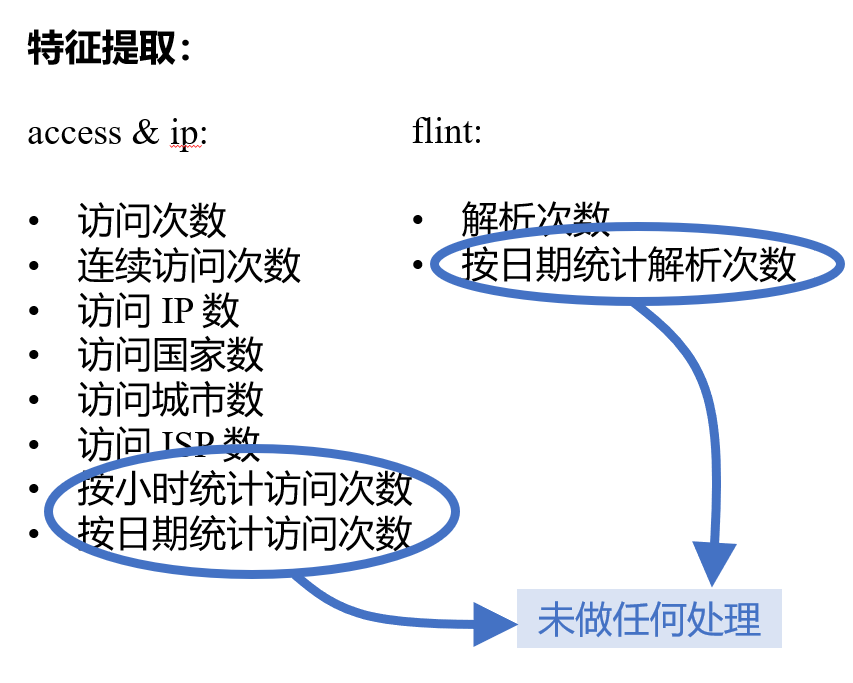 特征提取：
access & ip:
• 访问次数
• 连续访问次数
• 访问 IP 数
• 访问国家数
• 访问城市数
• 访问 ISP 数
• 按小时统计访问次数
• 按日期统计访问次数
flint:
• 解析次数
• 按日期统计解析次数
未做任何处理